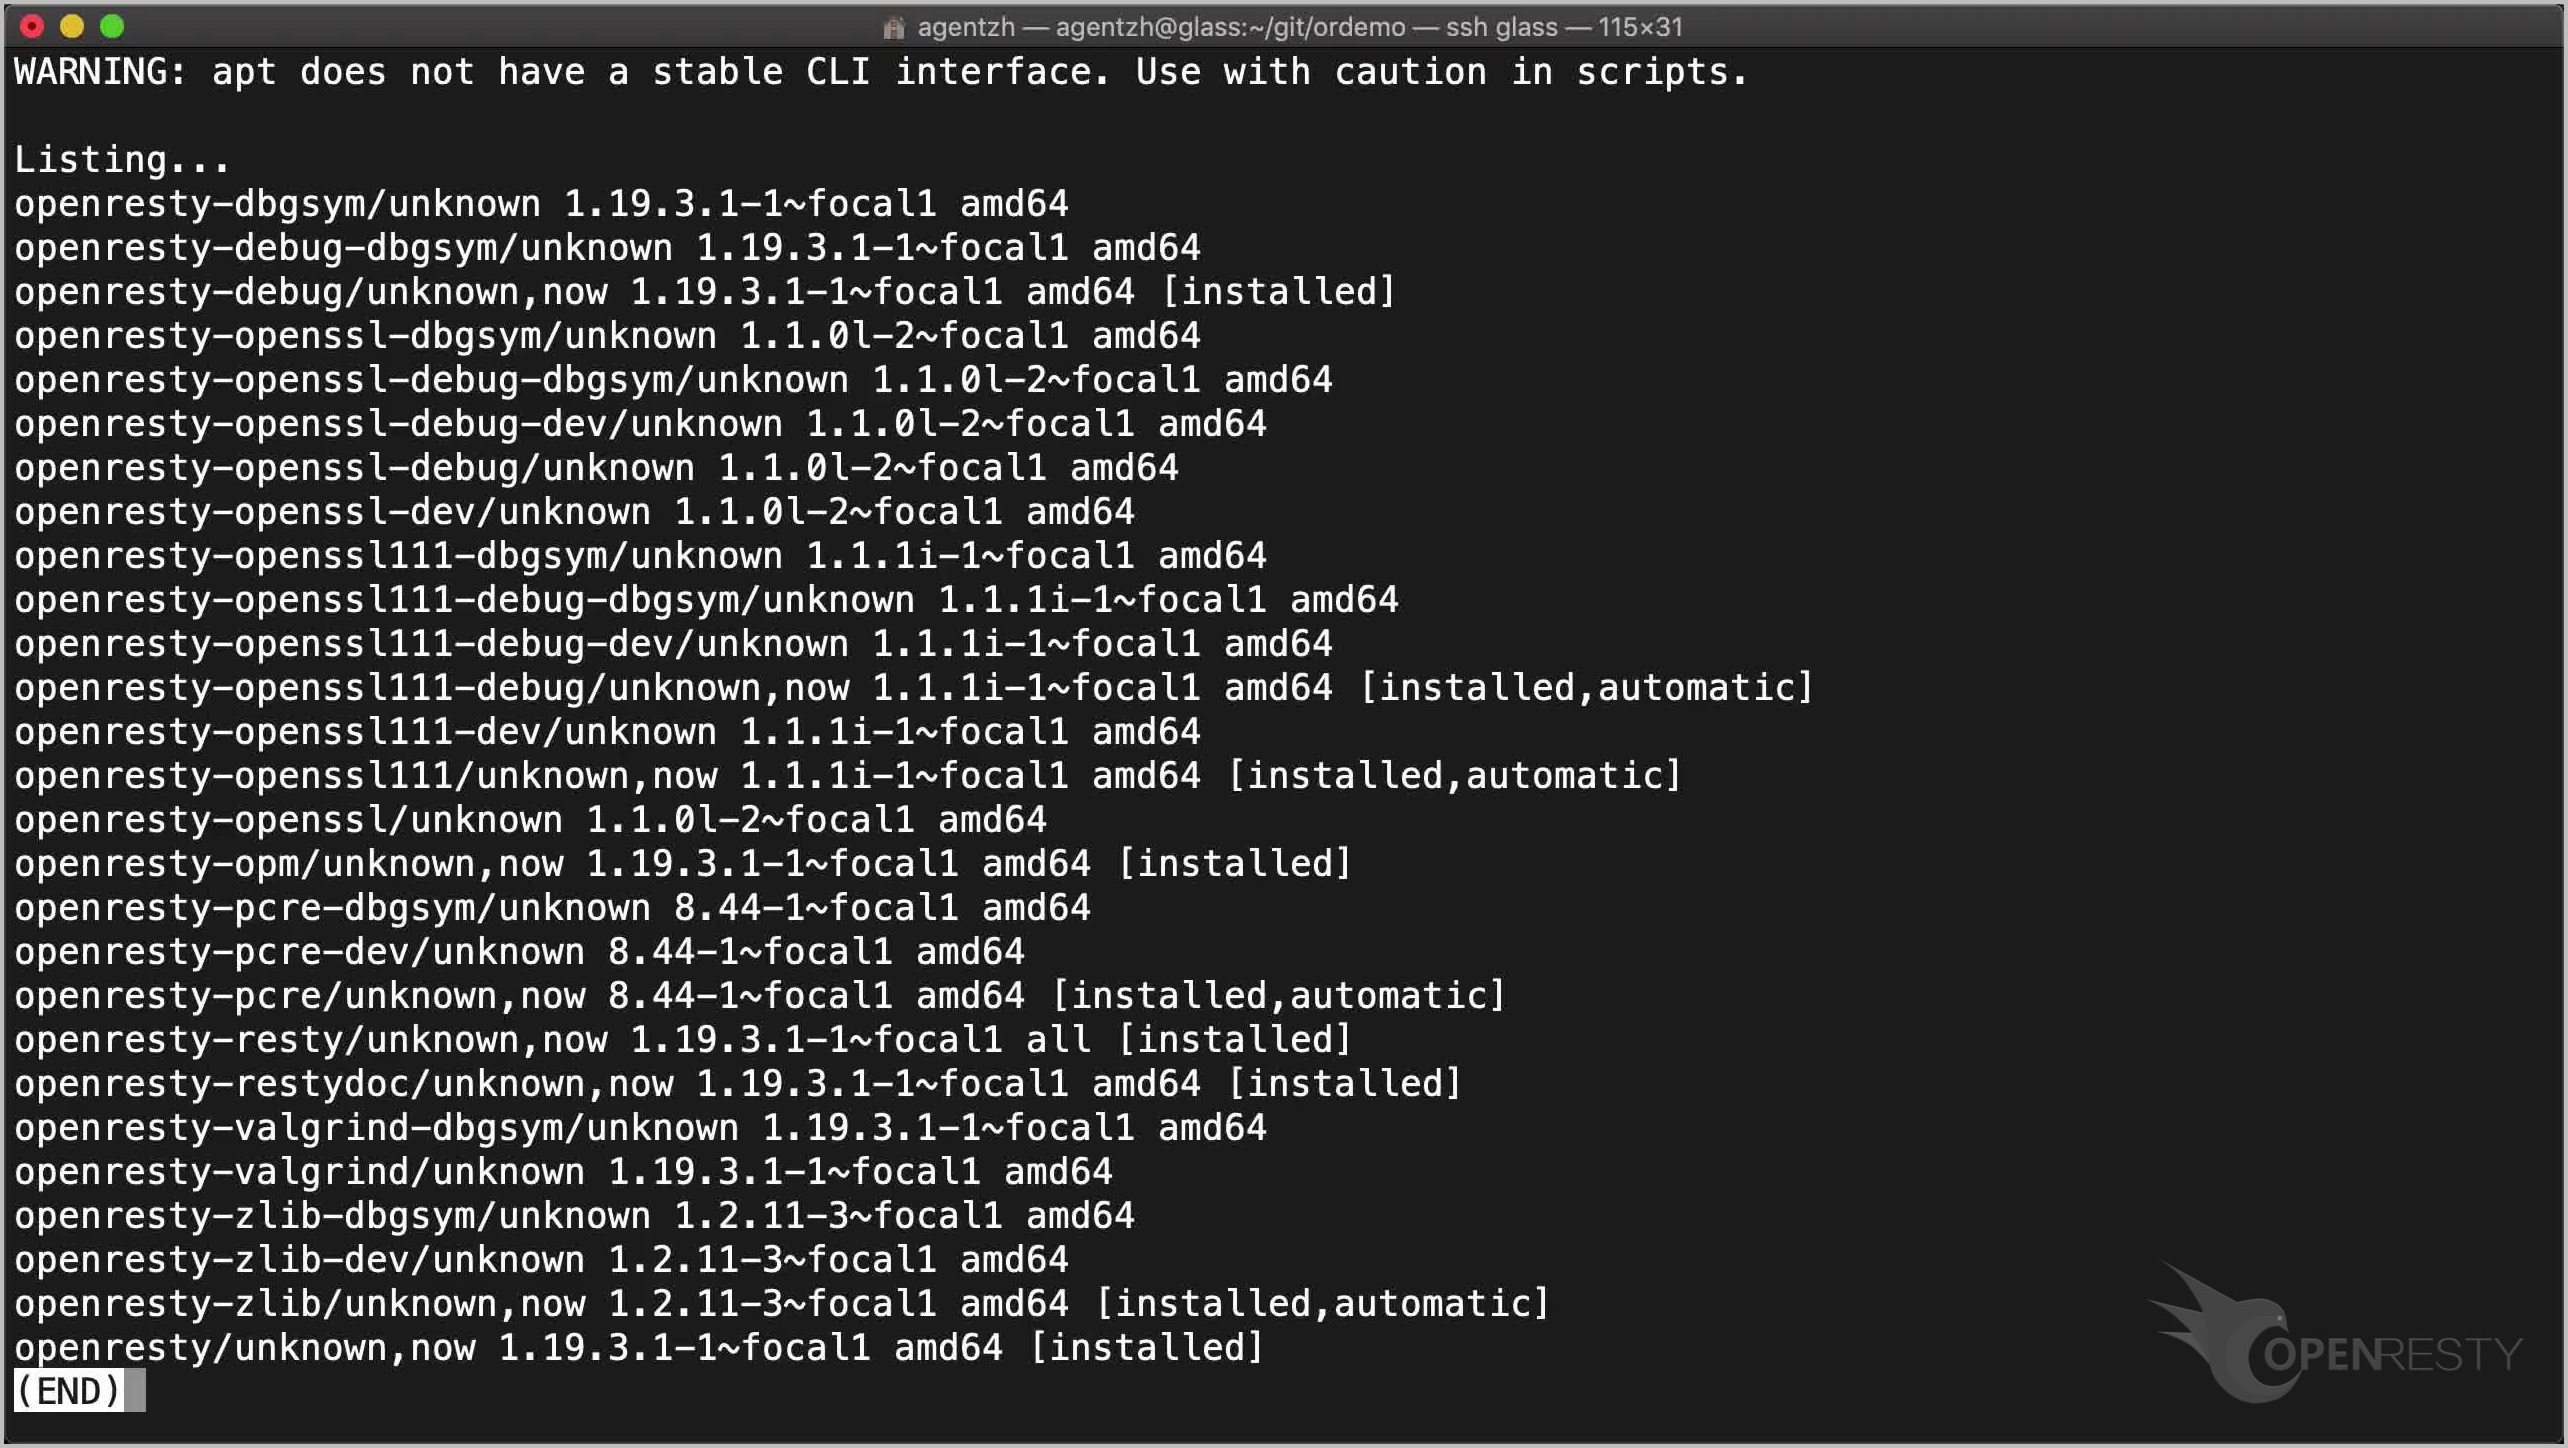 agentzh — agentzh@glass:~/git/ordemo — ssh glass — 115×31
WARNING: apt does not have a stable CLI interface. Use with caution in scripts.
Listing...
openresty-dbgsym/unknown 1.19.3.1-1~focal1 amd64
openresty-debug-dbgsym/unknown 1.19.3.1-1~focal1 amd64
openresty-debug/unknown,now 1.19.3.1-1~focal1 amd64 [installed]
openresty-openssl-dbgsym/unknown 1.1.0l-2~focal1 amd64
openresty-openssl-debug-dbgsym/unknown 1.1.0l-2~focal1 amd64
openresty-openssl-debug-dev/unknown 1.1.0l-2~focal1 amd64
openresty-openssl-debug/unknown 1.1.0l-2~focal1 amd64
openresty-openssl-dev/unknown 1.1.0l-2~focal1 amd64
openresty-openssl111-dbgsym/unknown 1.1.1i-1~focal1 amd64
openresty-openssl111-debug-dbgsym/unknown 1.1.1i-1~focal1 amd64
openresty-openssl111-debug-dev/unknown 1.1.1i-1~focal1 amd64
openresty-openssl111-debug/unknown,now 1.1.1i-1~focal1 amd64 [installed,automatic]
openresty-openssl111-dev/unknown 1.1.1i-1~focal1 amd64
openresty-openssl111/unknown,now 1.1.1i-1~focal1 amd64 [installed,automatic]
openresty-openssl/unknown 1.1.0l-2~focal1 amd64
openresty-opm/unknown,now 1.19.3.1-1~focal1 amd64 [installed]
openresty-pcre-dbgsym/unknown 8.44-1~focal1 amd64
openresty-pcre-dev/unknown 8.44-1~focal1 amd64
openresty-pcre/unknown,now 8.44-1~focal1 amd64 [installed,automatic]
openresty-resty/unknown,now 1.19.3.1-1~focal1 all [installed]
openresty-restydoc/unknown,now 1.19.3.1-1~focal1 amd64 [installed]
openresty-valgrind-dbgsym/unknown 1.19.3.1-1~focal1 amd64
openresty-valgrind/unknown 1.19.3.1-1~focal1 amd64
openresty-zlib-dbgsym/unknown 1.2.11-3~focal1 amd64
openresty-zlib-dev/unknown 1.2.11-3~focal1 amd64
openresty-zlib/unknown,now 1.2.11-3~focal1 amd64 [installed,automatic]
openresty/unknown,now 1.19.3.1-1~focal1 amd64 [installed]
(END)
OPENRESTY